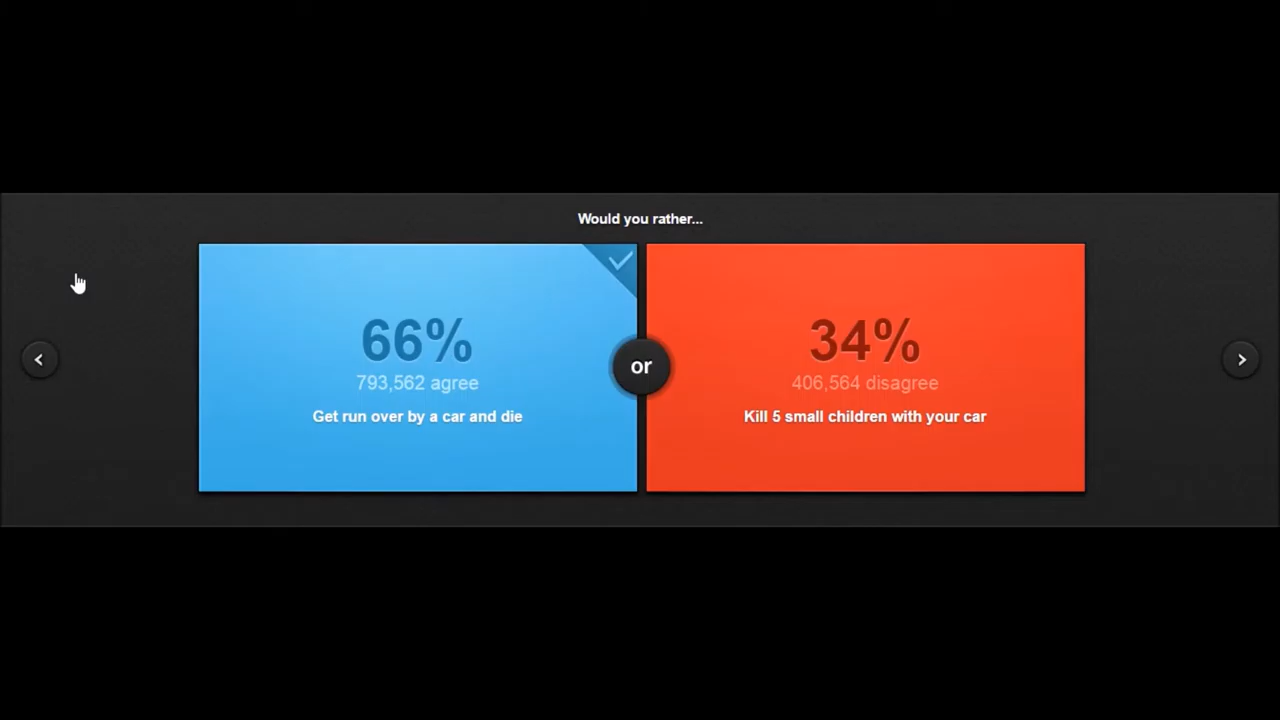 Would you rather...
66%
793,562 agree
Get run over by a car and die
or
34%
406,564 disagree
Kill 5 small children with your car